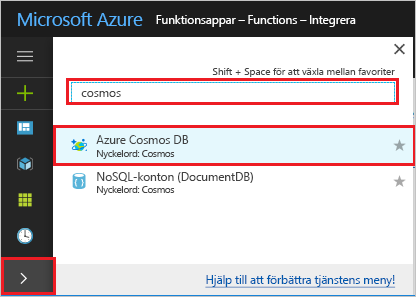 Microsoft Azure Funktionsappar – Functions – Integrera
Shift + Space för att växla mellan favoriter
cosmos
Azure Cosmos DB
Nyckelord: Cosmos
NoSQL-konton (DocumentDB)
Nyckelord: Cosmos
Hjälp till att förbättra tjänstens meny!